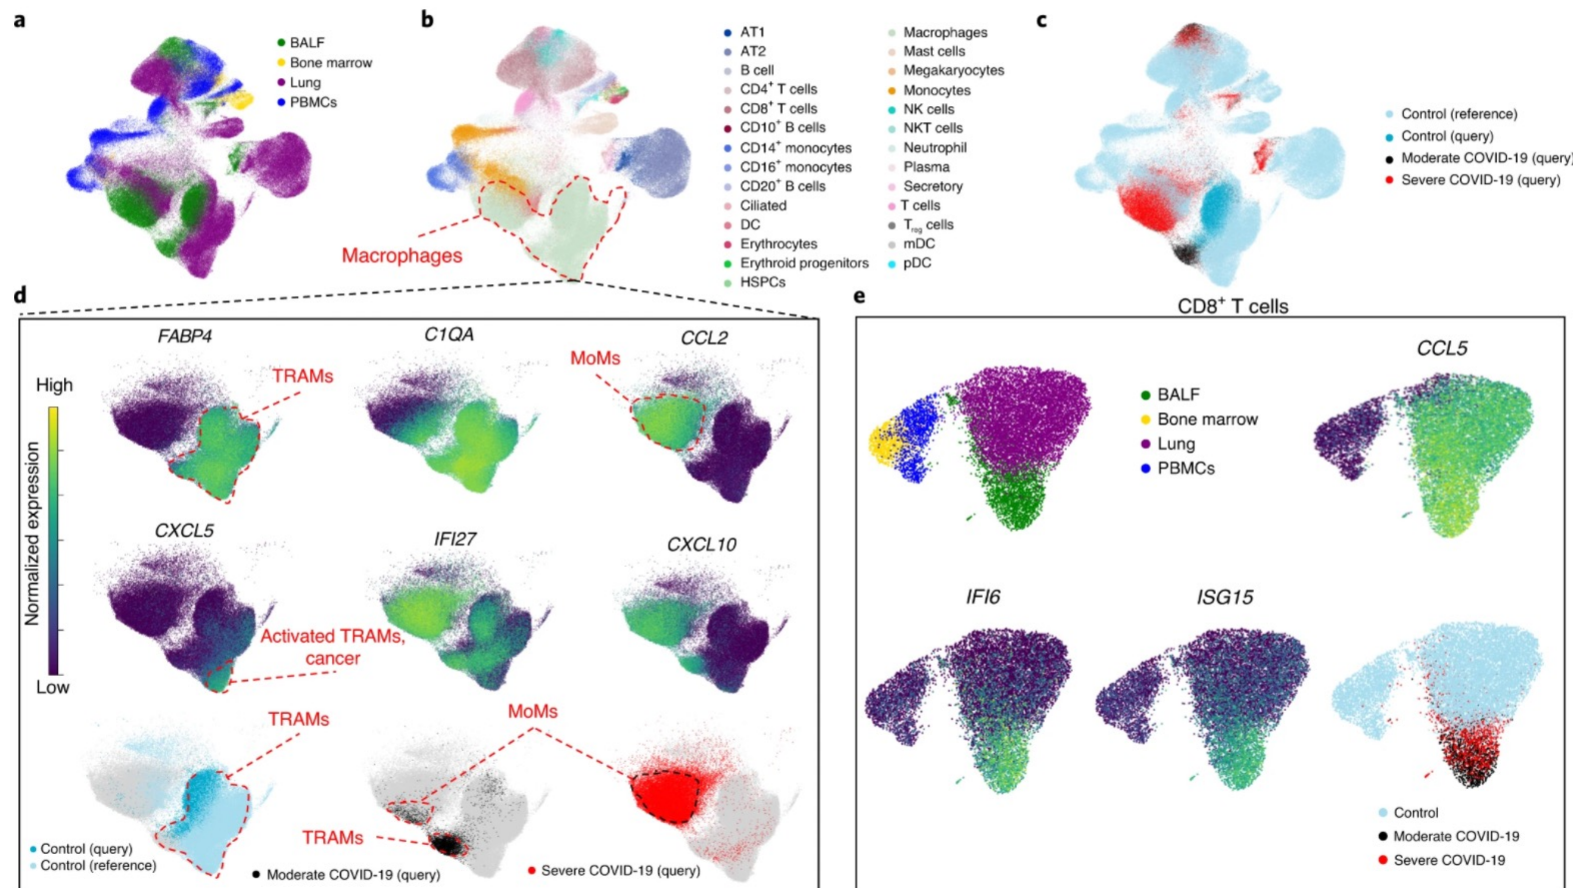 a
BALF
Bone marrow
Lung
PBMCs
b
Macrophages
AT1
AT2
B cell
CD4+ T cells
CD8+ T cells
CD10+ B cells
CD14+ monocytes
CD16+ monocytes
CD20+ B cells
Ciliated
DC
Erythrocytes
Erythroid progenitors
HSPCs
Macrophages
Mast cells
Megakaryocytes
Monocytes
NK cells
NKT cells
Neutrophil
Plasma
Secretory
T cells
Treg cells
mDC
pDC
c
Control (reference)
Control (query)
Moderate COVID-19 (query)
Severe COVID-19 (query)
d
High
Normalized expression
Low
FABP4
TRAMs
C1QA
CCL2
MoMs
CXCL5
Activated TRAMs,
cancer
IFI27
CXCL10
TRAMs
Control (query)
Control (reference)
MoMs
TRAMs
Moderate COVID-19 (query)
Severe COVID-19 (query)
e
CD8+ T cells
BALF
Bone marrow
Lung
PBMCs
CCL5
IFI6
ISG15
Control
Moderate COVID-19
Severe COVID-19